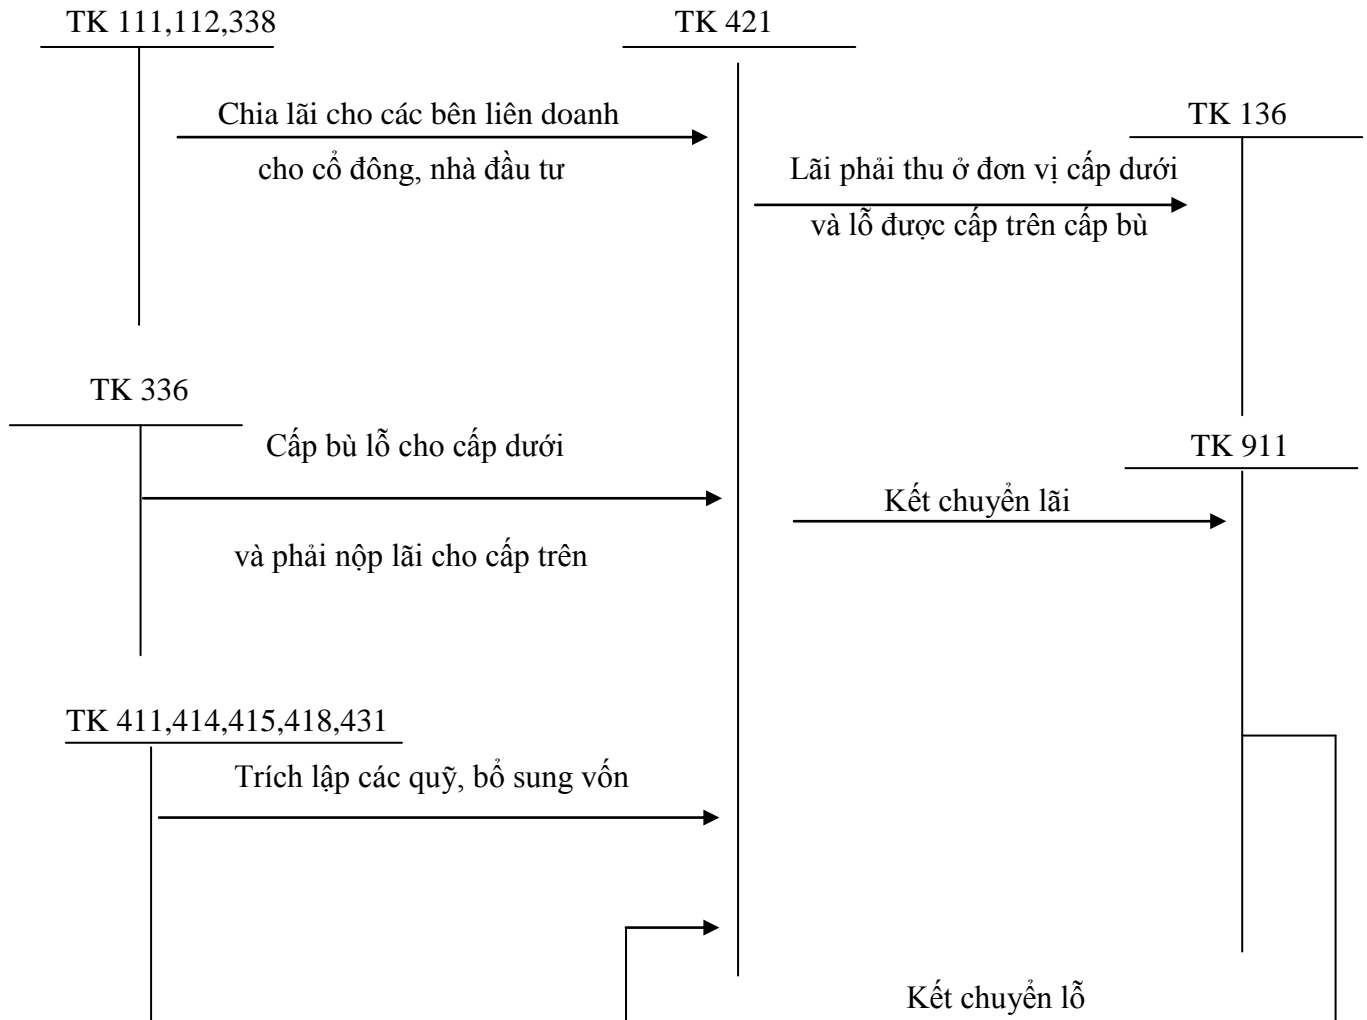 TK 111,112,338
TK 421
Chia lãi cho các bên liên doanh
cho cổ đông, nhà đầu tư
TK 136
Lãi phải thu ở đơn vị cấp dưới
và lỗ được cấp trên cấp bù
TK 336
Cấp bù lỗ cho cấp dưới
và phải nộp lãi cho cấp trên
TK 911
Kết chuyển lãi
TK 411,414,415,418,431
Trích lập các quỹ, bổ sung vốn
Kết chuyển lỗ